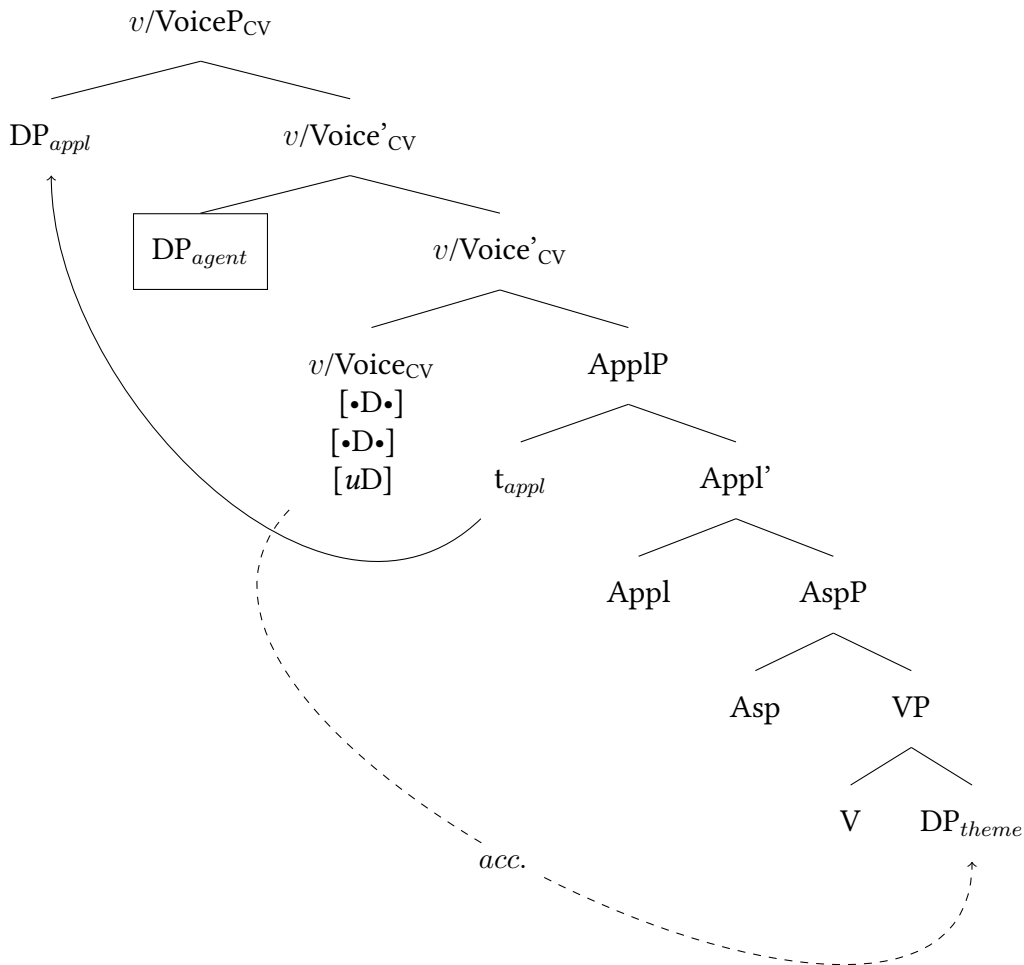 v/VoiceP_CV
DP_appl v/Voice’_CV
DP_agent v/Voice’_CV
v/Voice_CV ApplP
[•D•]
[•D•]
[uD] t_appl Appl’
Appl AspP
Asp VP
V DP_theme
acc.